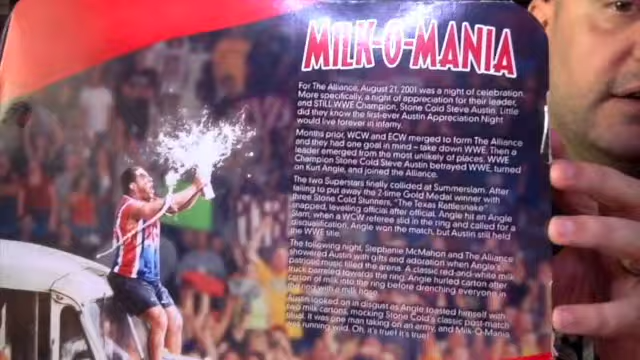 MILK-O-MANIA
For The Alliance, August 21, 2001 was a night of celebration.
More specifically, a night of appreciation for their leader,
and STILL WWE Champion, Stone Cold Steve Austin. Little
did they know the first-ever Austin Appreciation Night
would live forever in infamy.
Months prior, WCW and ECW merged to form The Alliance
and they had one goal in mind – take down WWE. Then a
leader emerged from the most unlikely of places. WWE
Champion Stone Cold Steve Austin betrayed WWE, turned
on Kurt Angle, and joined the Alliance.
The two Superstars finally collided at Summerslam. After
failing to put away the 2-time Gold Medal winner with
three Stone Cold Stunners, "The Texas Rattlesnake"
snapped, leveling official after official. Angle hit an Angle
Slam, when a WCW referee slid in the ring and called for a
disqualification. Angle won the match, but Austin still held
the WWE title.
The following night, Stephanie McMahon and The Alliance
showered Austin with gifts and adoration when Angle's
patriotic music filled the arena. A classic red-and-white milk
truck barreled towards the ring. Angle hurled carton after
carton of milk into the ring before drenching everyone in
the ring with a milk hose.
Austin looked on in disgust as Angle toasted himself with
two milk cartons, mocking Stone Cold's classic post-match
ritual. It was one man taking on an army, and Milk-O-Mania
was running wild. Oh, it's true! It's true!